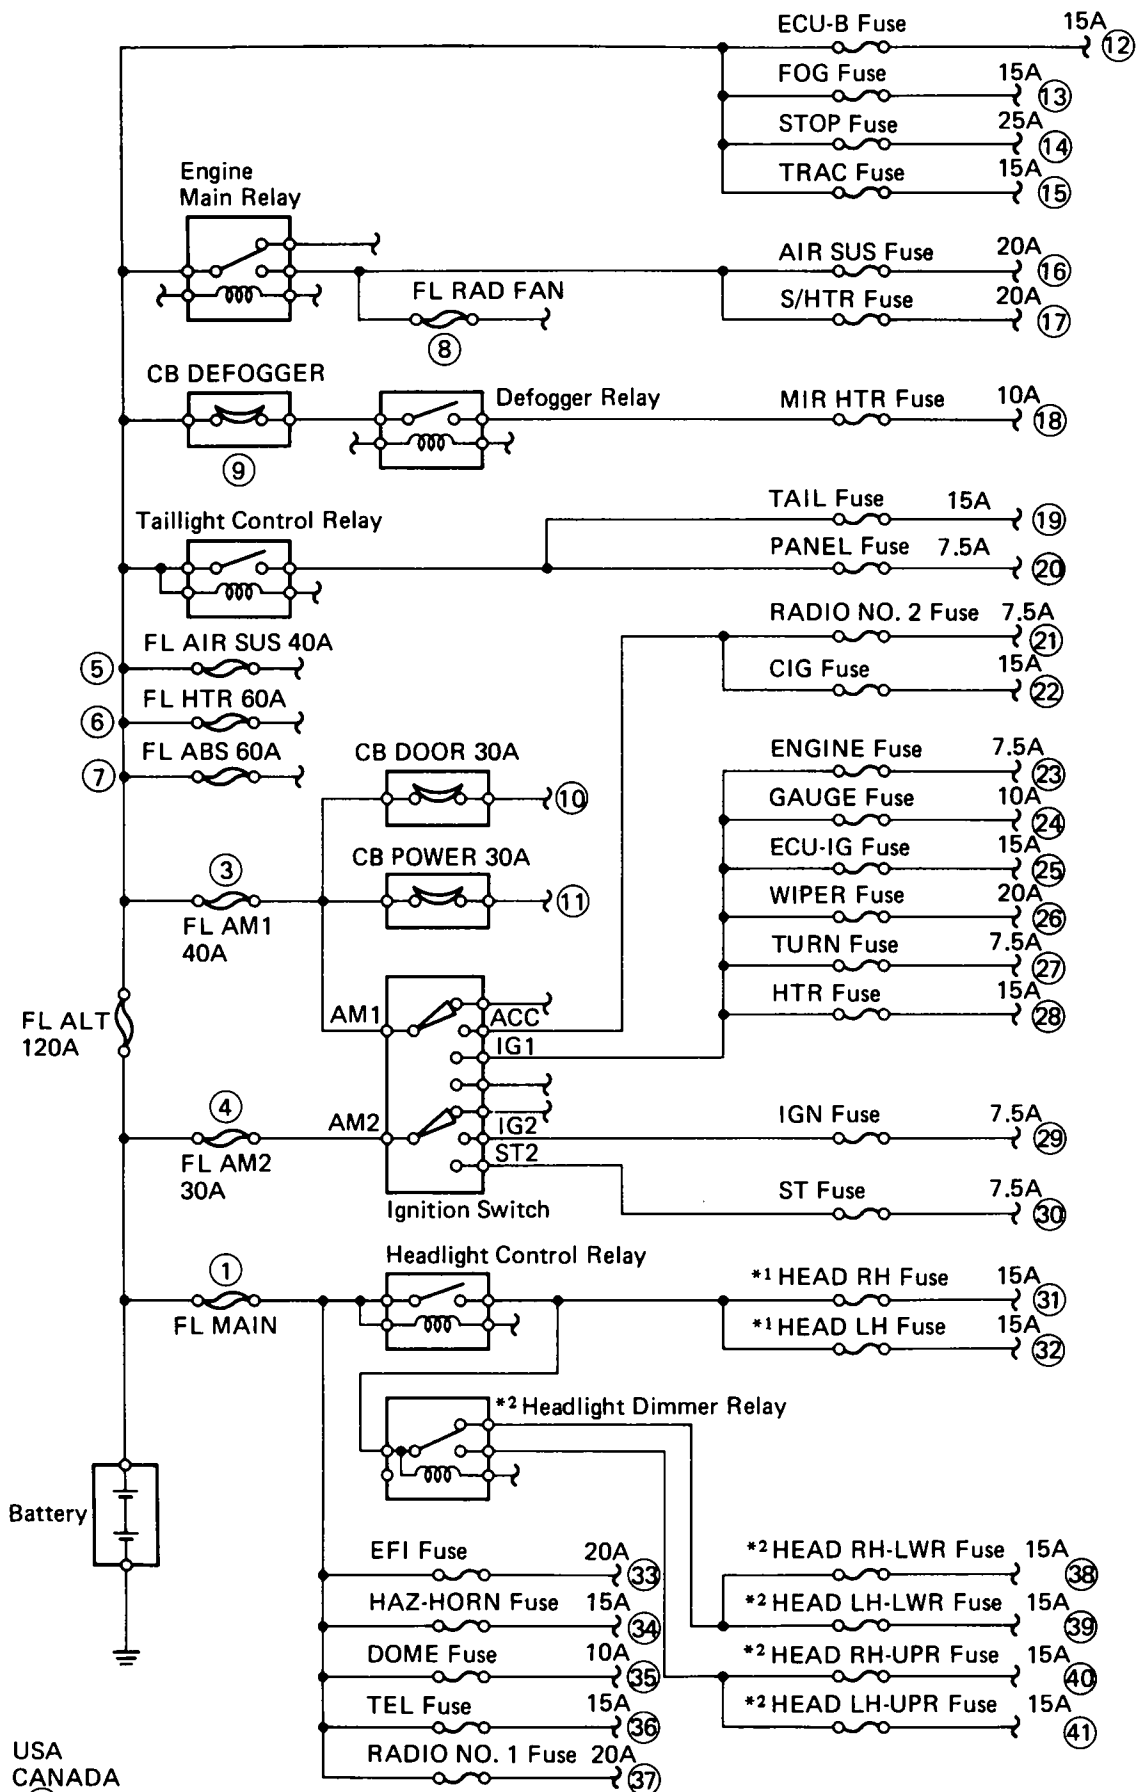 ECU-B Fuse 15A 12
FOG Fuse 15A 13
STOP Fuse 25A 14
TRAC Fuse 15A 15
Engine
Main Relay
AIR SUS Fuse 20A 16
FL RAD FAN
8
S/HTR Fuse 20A 17
CB DEFOGGER
9
Defogger Relay
MIR HTR Fuse 10A 18
Taillight Control Relay
TAIL Fuse 15A 19
PANEL Fuse 7.5A 20
RADIO NO. 2 Fuse 7.5A 21
CIG Fuse 15A 22
FL AIR SUS 40A
5
FL HTR 60A
6
FL ABS 60A
7
CB DOOR 30A
10
CB POWER 30A
11
3
FL AM1
40A
ENGINE Fuse 7.5A 23
GAUGE Fuse 10A 24
ECU-IG Fuse 15A 25
WIPER Fuse 20A 26
TURN Fuse 7.5A 27
HTR Fuse 15A 28
FL ALT
120A
AM1
ACC
IG1
4
FL AM2
30A
AM2
IG2
ST2
Ignition Switch
IGN Fuse 7.5A 29
ST Fuse 7.5A 30
Headlight Control Relay
1
FL MAIN
*1 HEAD RH Fuse 15A 31
*1 HEAD LH Fuse 15A 32
*2 Headlight Dimmer Relay
Battery
EFI Fuse 20A 33
HAZ-HORN Fuse 15A 34
DOME Fuse 10A 35
TEL Fuse 15A 36
RADIO NO. 1 Fuse 20A 37
*2 HEAD RH-LWR Fuse 15A 38
*2 HEAD LH-LWR Fuse 15A 39
*2 HEAD RH-UPR Fuse 15A 40
*2 HEAD LH-UPR Fuse 15A 41
USA
CANADA